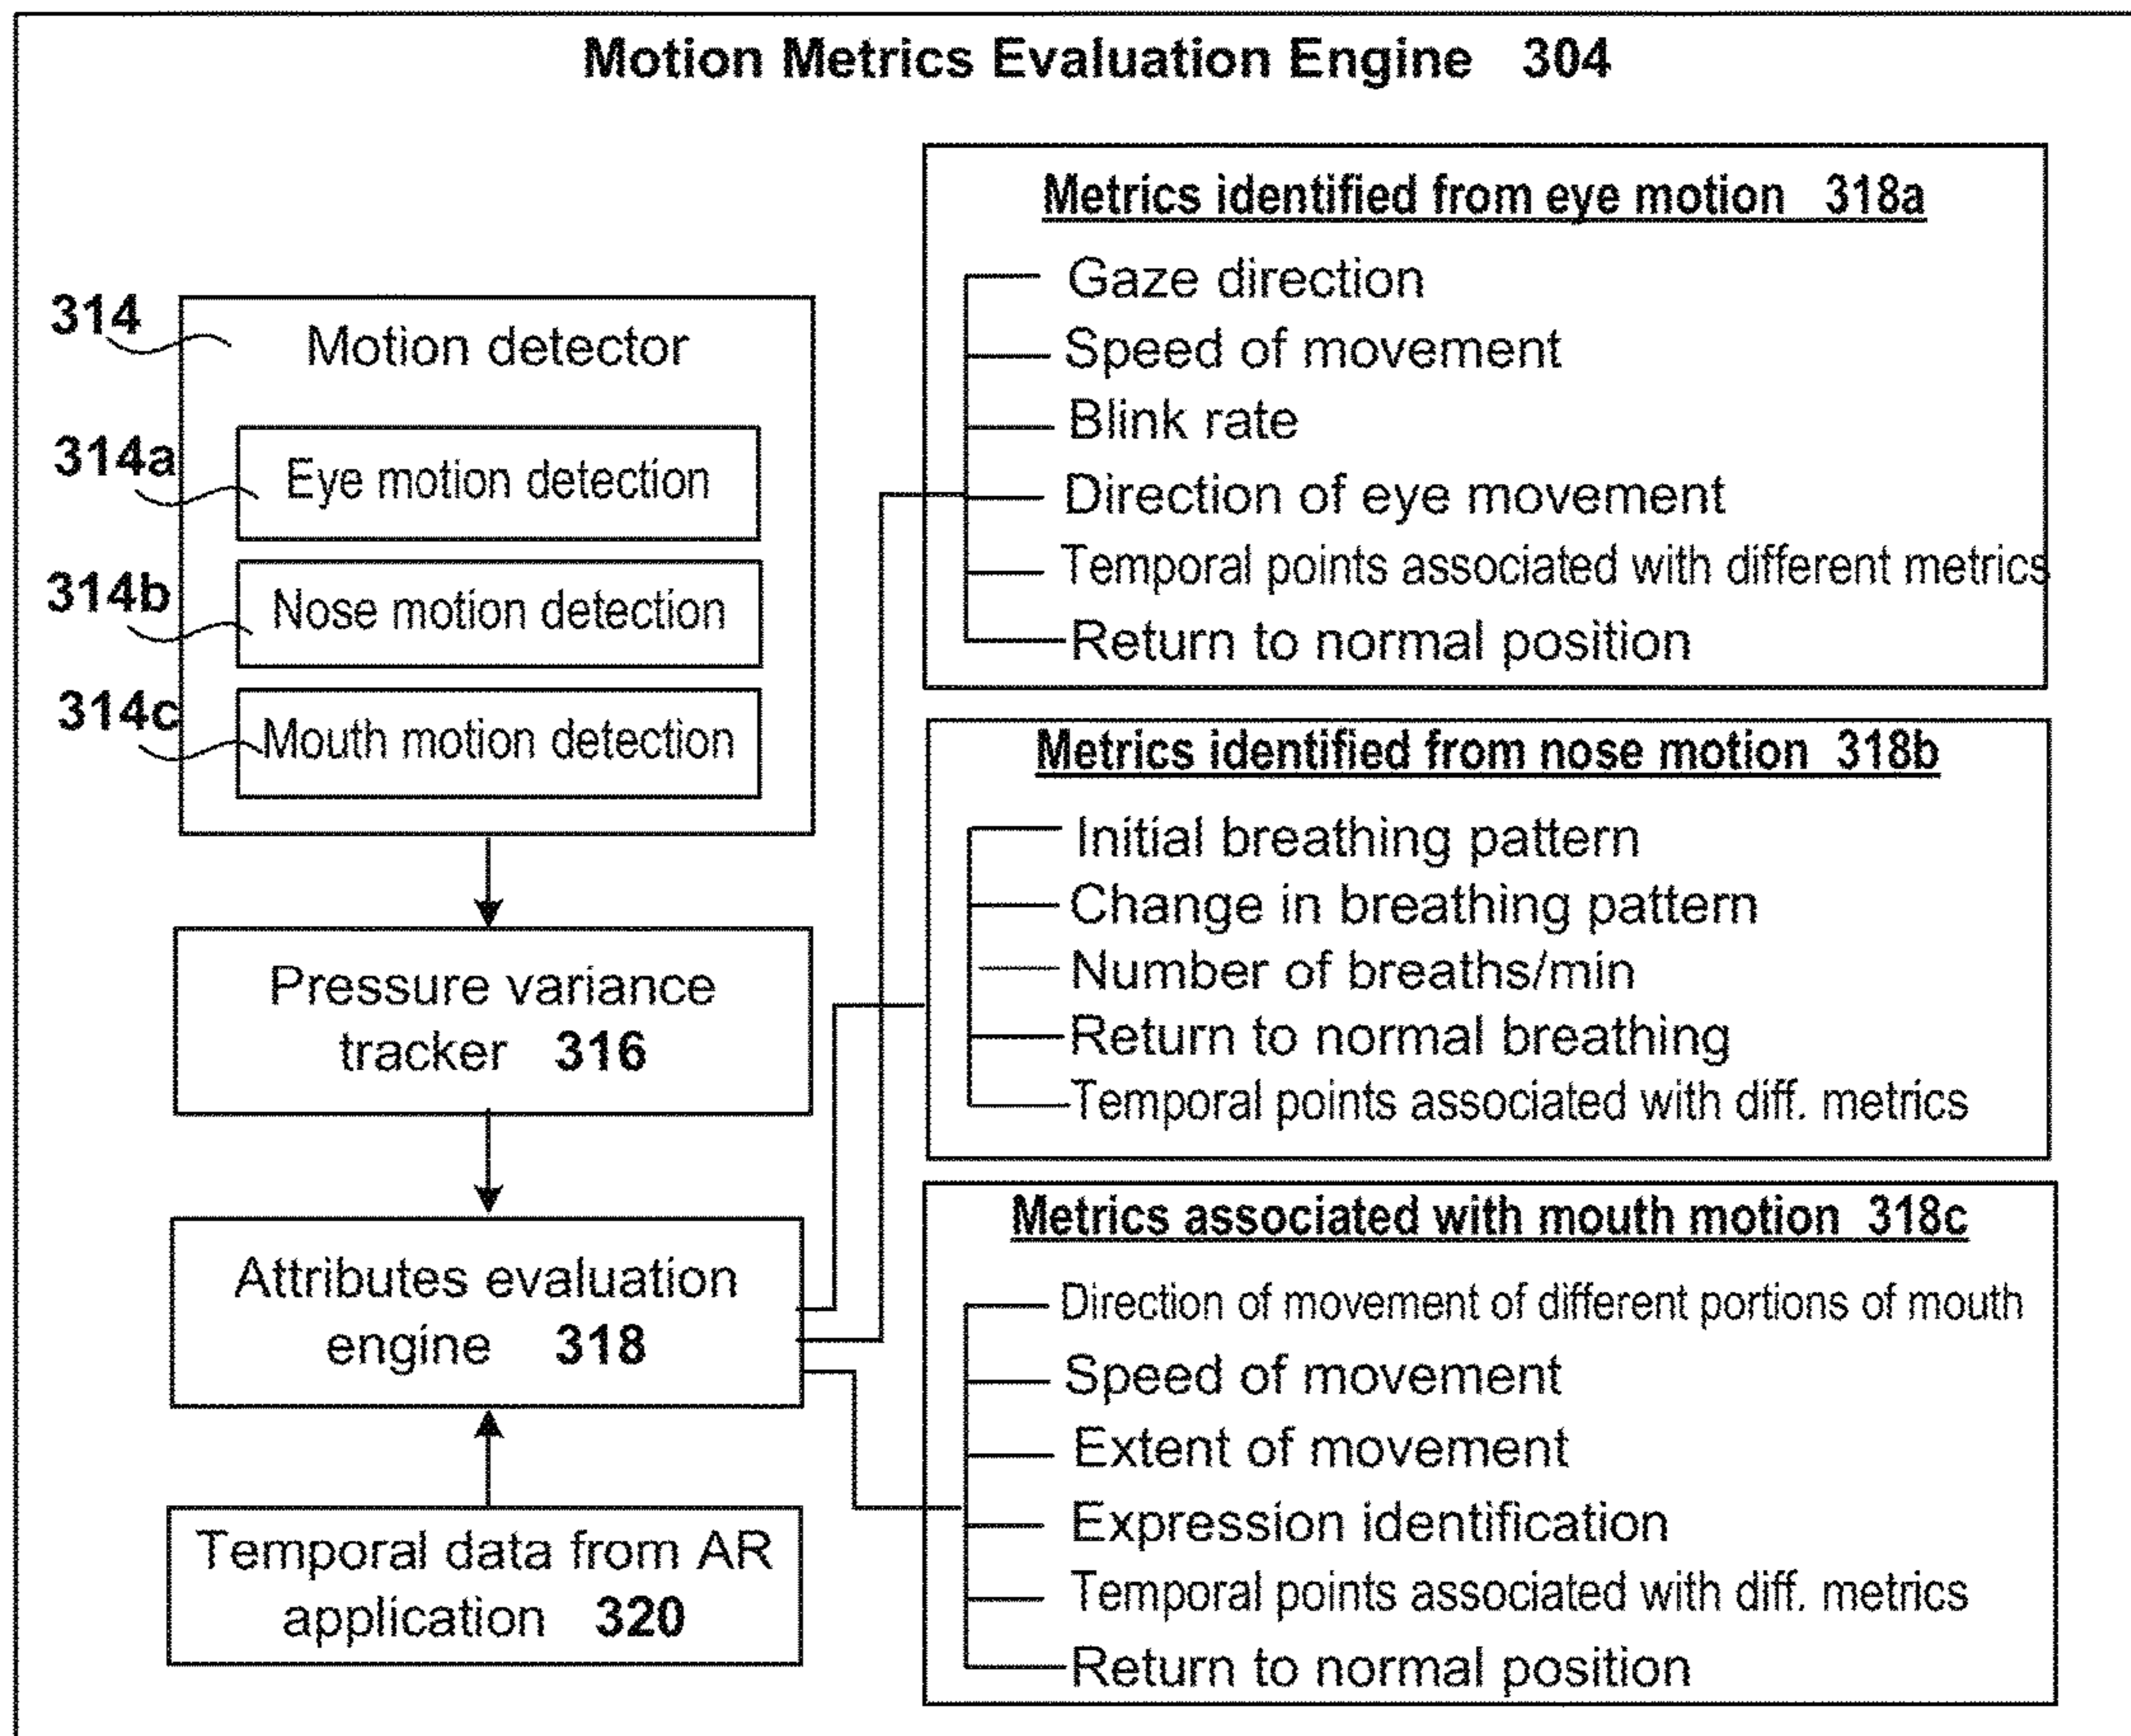 Motion Metrics Evaluation Engine 304
314
Motion detector
314a
Eye motion detection
314b
Nose motion detection
314c
Mouth motion detection
Pressure variance
tracker 316
Attributes evaluation
engine 318
Temporal data from AR
application 320
Metrics identified from eye motion 318a
Gaze direction
Speed of movement
Blink rate
Direction of eye movement
Temporal points associated with different metrics
Return to normal position
Metrics identified from nose motion 318b
Initial breathing pattern
Change in breathing pattern
Number of breaths/min
Return to normal breathing
Temporal points associated with diff. metrics
Metrics associated with mouth motion 318c
Direction of movement of different portions of mouth
Speed of movement
Extent of movement
Expression identification
Temporal points associated with diff. metrics
Return to normal position